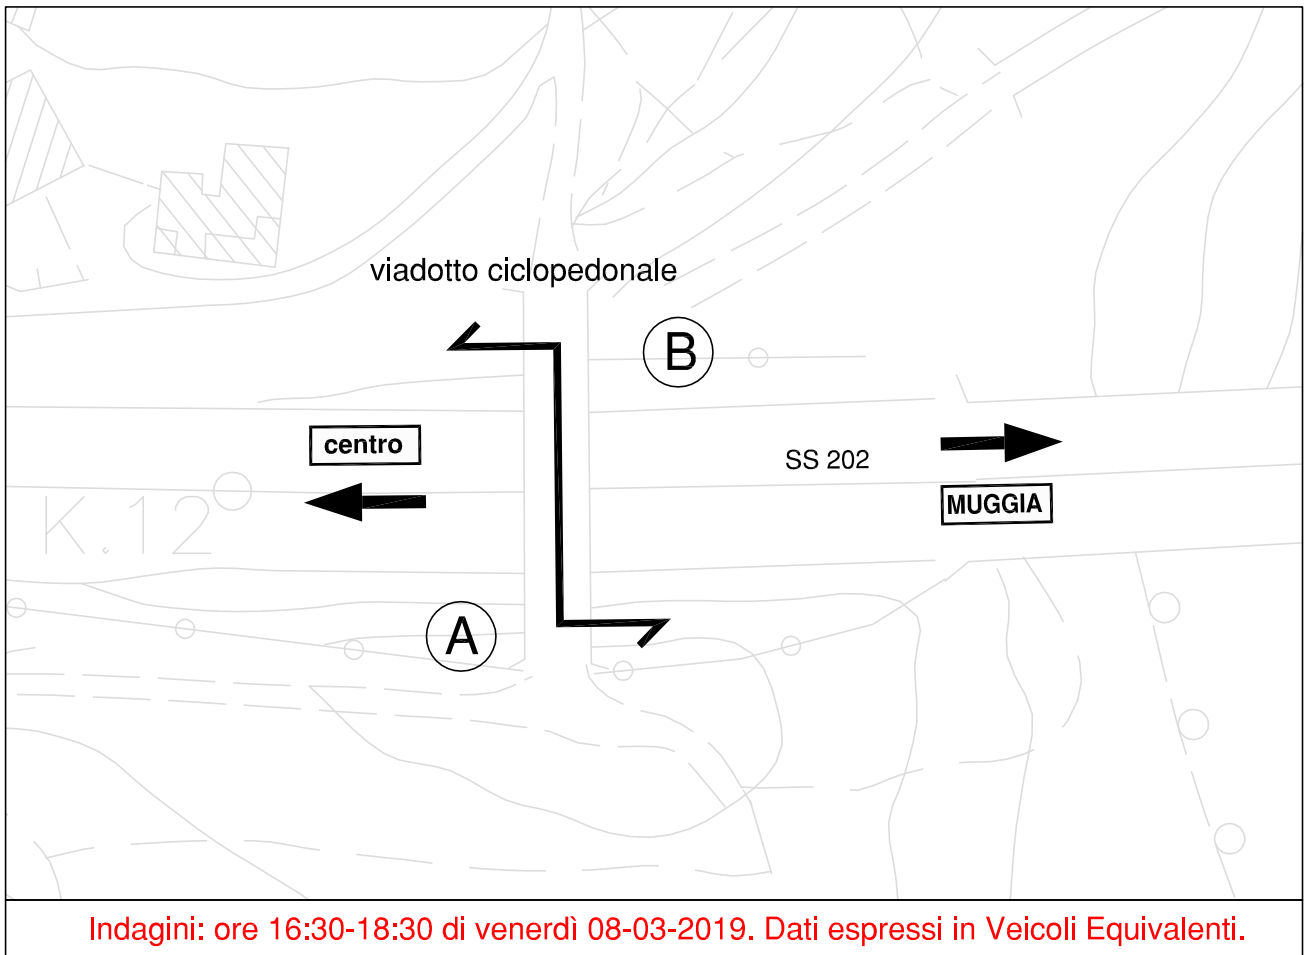 viadotto ciclopedonale
B
centro
SS 202
MUGGIA
K.12
A
Indagini: ore 16:30-18:30 di venerdì 08-03-2019. Dati espressi in Veicoli Equivalenti.